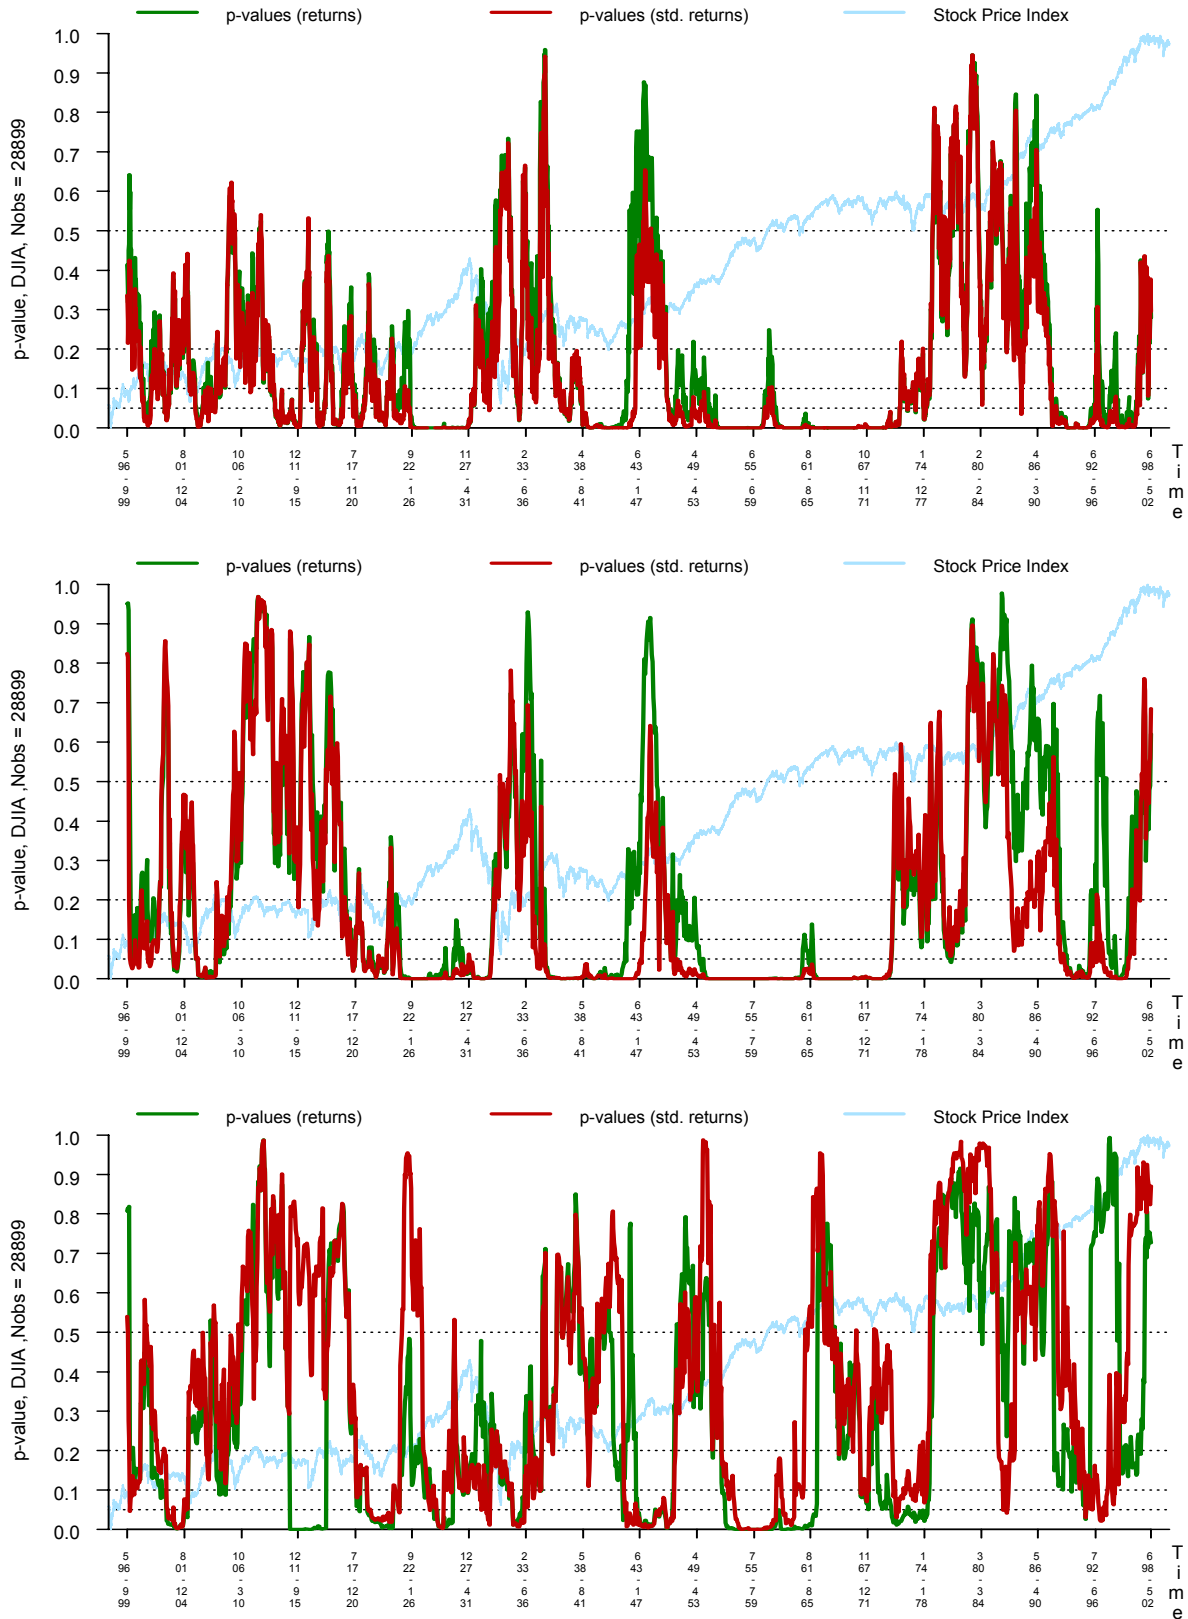 p-values (returns) p-values (std. returns) Stock Price Index
1.0
0.9
0.8
0.7
0.6
0.5
0.4
0.3
0.2
0.1
0.0
p-value, DJIA, Nobs = 28899
5 8 10 12 7 9 11 2 4 6 4 6 8 10 1 2 4 6 6
96 01 06 11 17 22 27 33 38 43 49 55 61 67 74 80 86 92 98
- - - - - - - - - - - - - - - - - - -
9 12 2 9 11 1 4 6 8 1 4 6 8 11 12 2 3 5 5
99 04 10 15 20 26 31 36 41 47 53 59 65 71 77 84 90 96 02
T
i
m
e
p-values (returns) p-values (std. returns) Stock Price Index
1.0
0.9
0.8
0.7
0.6
0.5
0.4
0.3
0.2
0.1
0.0
p-value, DJIA ,Nobs = 28899
5 8 10 12 7 9 12 2 5 6 4 7 8 11 1 3 5 7 6
96 01 06 11 17 22 27 33 38 43 49 55 61 67 74 80 86 92 98
- - - - - - - - - - - - - - - - - - -
9 12 3 9 12 1 4 6 8 1 4 7 8 12 1 3 4 6 5
99 04 10 15 20 26 31 36 41 47 53 59 65 71 78 84 90 96 02
T
i
m
e
p-values (returns) p-values (std. returns) Stock Price Index
1.0
0.9
0.8
0.7
0.6
0.5
0.4
0.3
0.2
0.1
0.0
p-value, DJIA ,Nobs = 28899
5 8 10 12 7 9 12 2 5 6 4 7 8 11 1 3 5 7 6
96 01 06 11 17 22 27 33 38 43 49 55 61 67 74 80 86 92 98
- - - - - - - - - - - - - - - - - - -
9 12 3 9 12 1 4 6 8 1 4 7 8 12 1 3 4 6 5
99 04 10 15 20 26 31 36 41 47 53 59 65 71 78 84 90 96 02
T
i
m
e